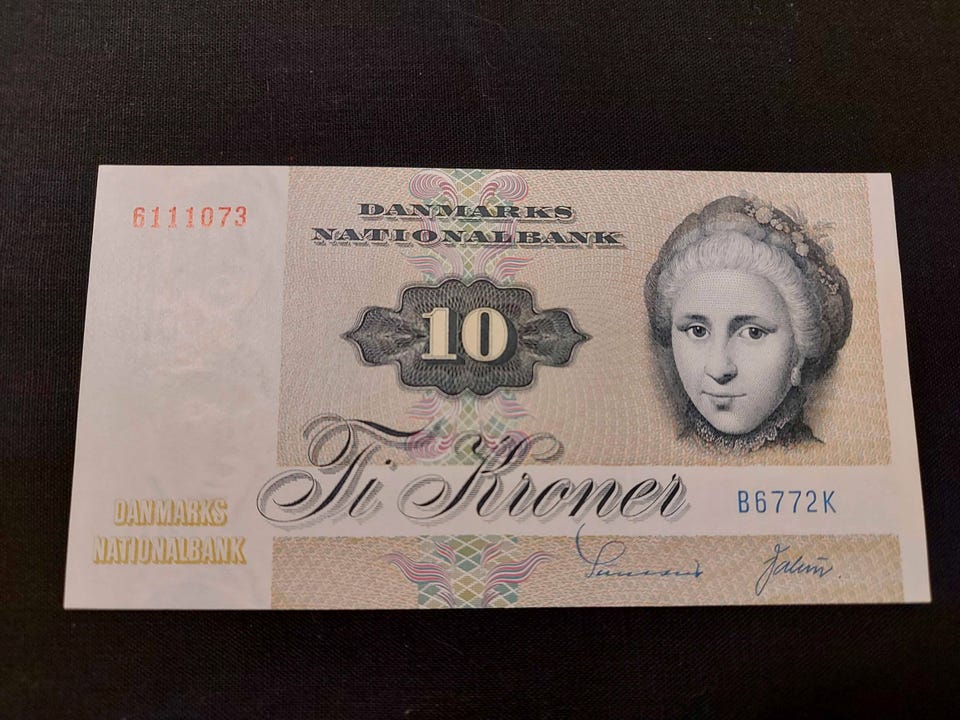 6111073
DANMARKS
NATIONALBANK
10
Ti Kroner
B6772K
DANMARKS
NATIONALBANK